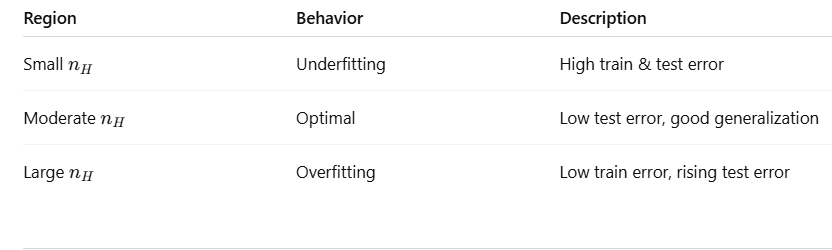 Region Behavior Description
Small n_H Underfitting High train & test error
Moderate n_H Optimal Low test error, good generalization
Large n_H Overfitting Low train error, rising test error